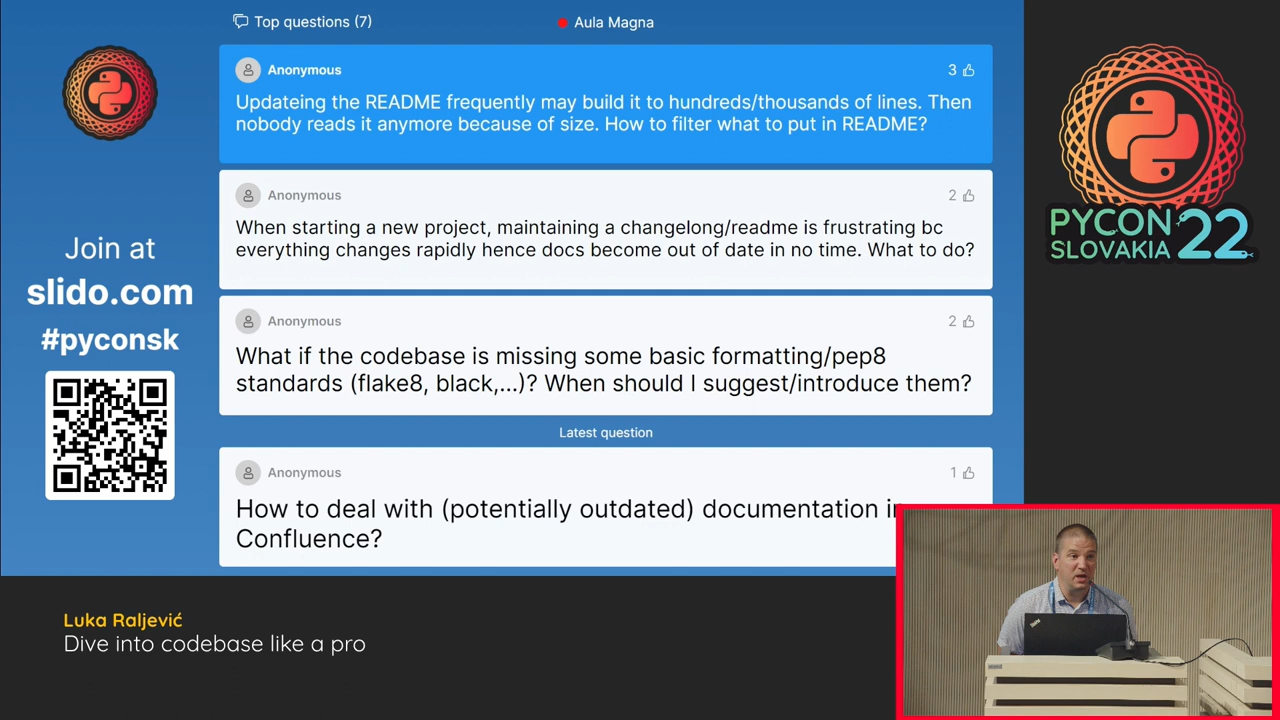 Top questions (7)
Aula Magna
Anonymous
3
Updateing the README frequently may build it to hundreds/thousands of lines. Then
nobody reads it anymore because of size. How to filter what to put in README?
Anonymous
2
When starting a new project, maintaining a changelog/readme is frustrating bc
everything changes rapidly hence docs become out of date in no time. What to do?
Anonymous
2
What if the codebase is missing some basic formatting/pep8
standards (flake8, black,...)? When should I suggest/introduce them?
Latest question
Anonymous
1
How to deal with (potentially outdated) documentation
Confluence?
Join at
slido.com
#pyconsk
PYCON
SLOVAKIA
22
Luka Raljević
Dive into codebase like a pro